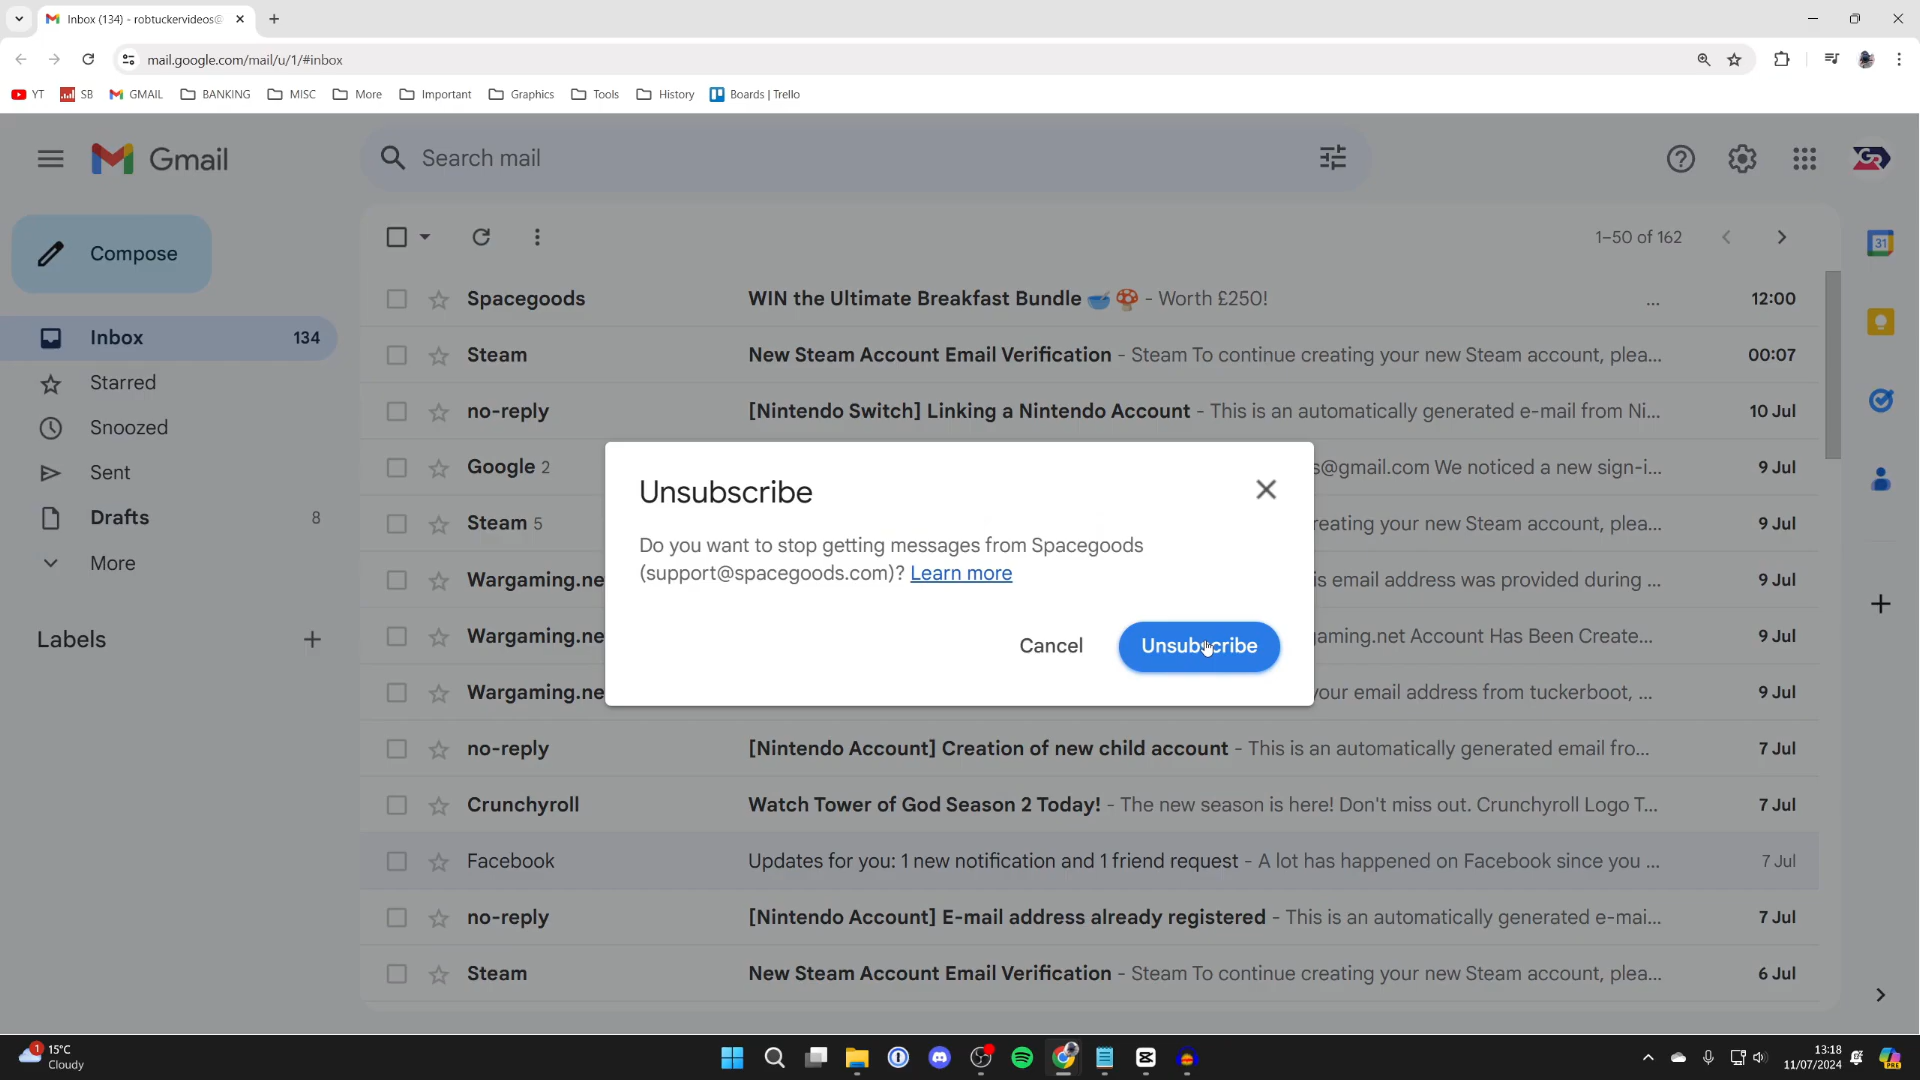 Inbox (134) - robtuckervideos@
mail.google.com/mail/u/1/#inbox
YT SB GMAIL BANKING MISC More Important Graphics Tools History Boards | Trello
Gmail Search mail
Compose
1–50 of 162
Inbox 134
Starred
Snoozed
Sent
Drafts 8
More
Labels
Spacegoods WIN the Ultimate Breakfast Bundle 🥣🍄 - Worth £250! ... 12:00
Steam New Steam Account Email Verification - Steam To continue creating your new Steam account, plea... 00:07
no-reply [Nintendo Switch] Linking a Nintendo Account - This is an automatically generated e-mail from Ni... 10 Jul
Google 2 s@gmail.com We noticed a new sign-i... 9 Jul
Steam 5 reating your new Steam account, plea... 9 Jul
Wargaming.ne is email address was provided during ... 9 Jul
Wargaming.ne gaming.net Account Has Been Create... 9 Jul
Wargaming.ne your email address from tuckerboot, ... 9 Jul
no-reply [Nintendo Account] Creation of new child account - This is an automatically generated email fro... 7 Jul
Crunchyroll Watch Tower of God Season 2 Today! - The new season is here! Don't miss out. Crunchyroll Logo T... 7 Jul
Facebook Updates for you: 1 new notification and 1 friend request - A lot has happened on Facebook since you ... 7 Jul
no-reply [Nintendo Account] E-mail address already registered - This is an automatically generated e-mai... 7 Jul
Steam New Steam Account Email Verification - Steam To continue creating your new Steam account, plea... 6 Jul
Unsubscribe
Do you want to stop getting messages from Spacegoods
(support@spacegoods.com)? Learn more
Cancel Unsubscribe
31
1
15°C
Cloudy
13:18
11/07/2024
PRE